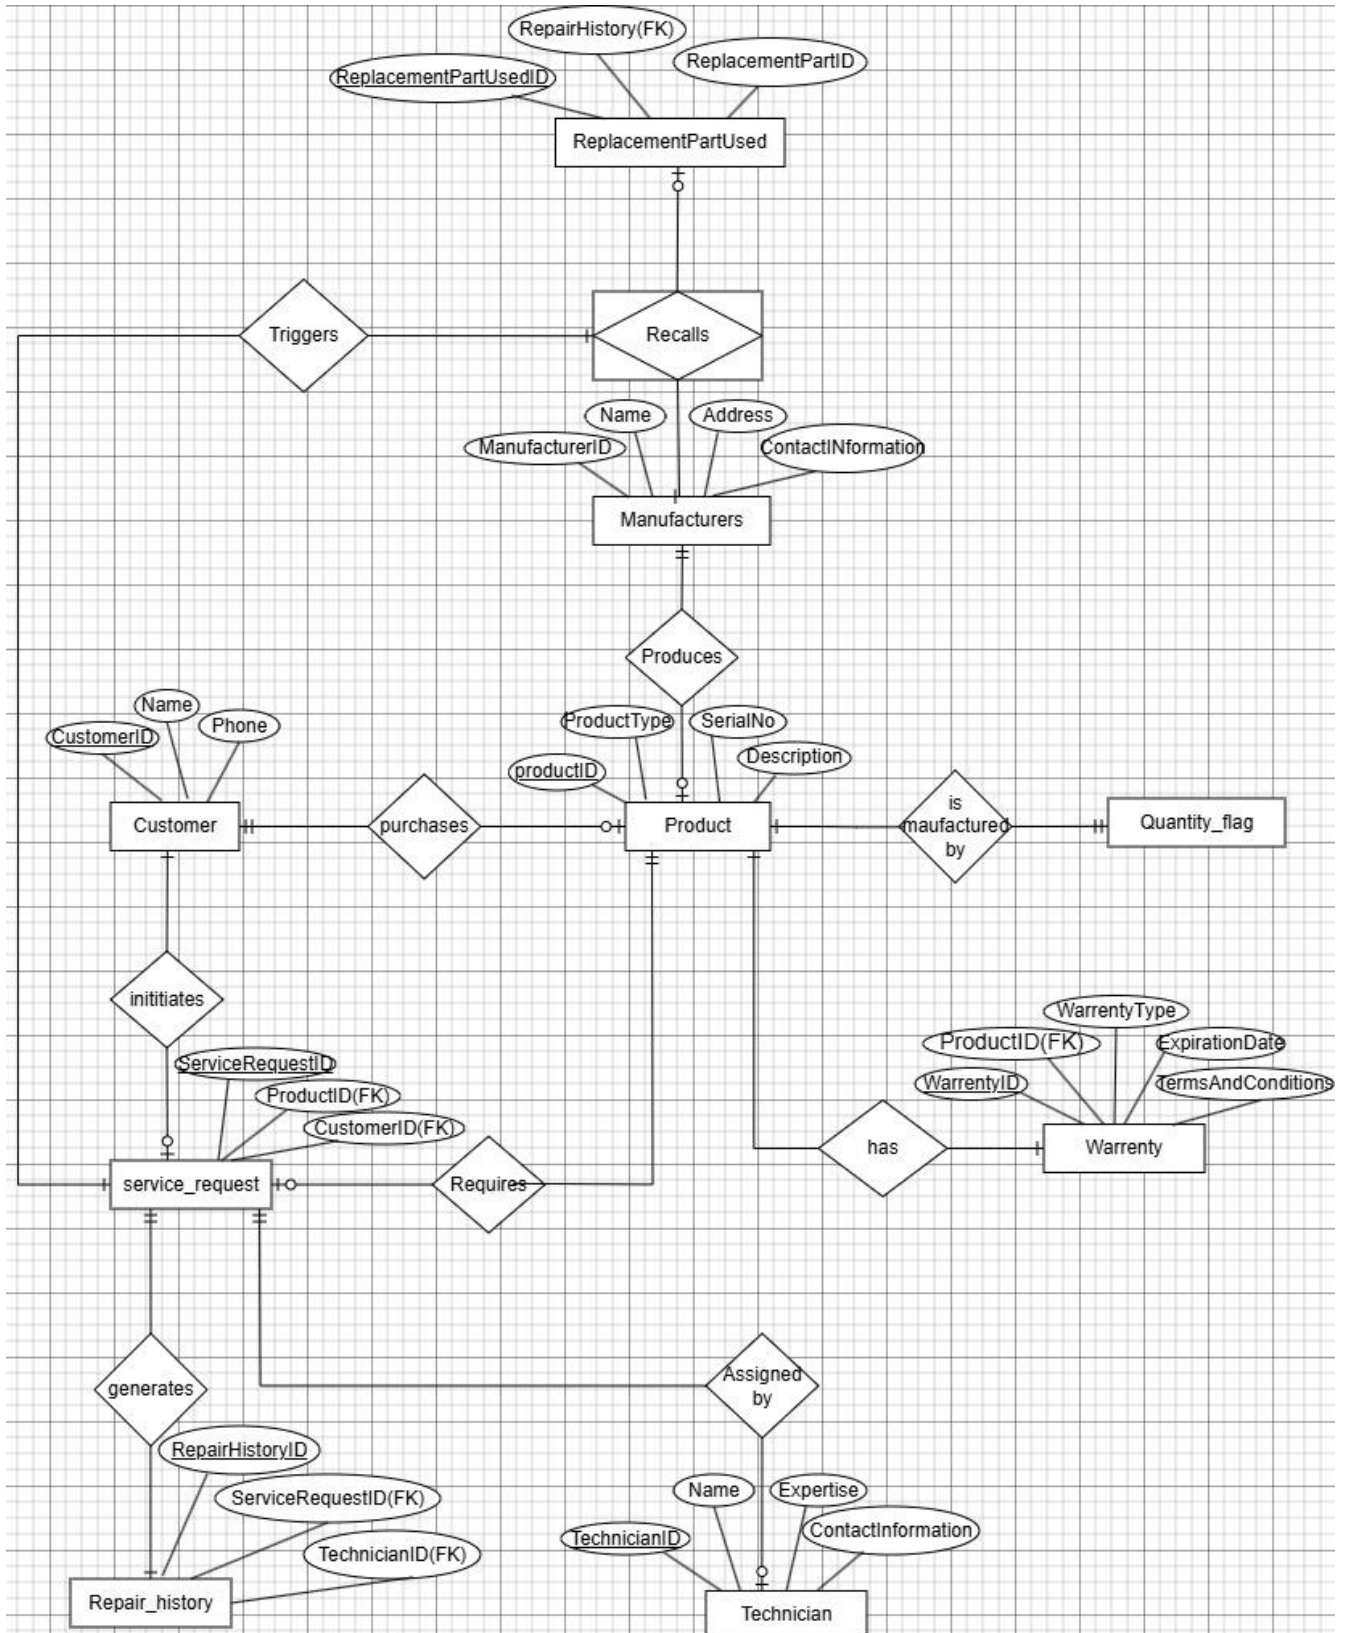 RepairHistory(FK)
ReplacementPartID
ReplacementPartUsedID
ReplacementPartUsed
Triggers
Recalls
Name
Address
ManufacturerID
ContactINformation
Manufacturers
Produces
Name
CustomerID
Phone
ProductType
SerialNo
productID
Description
Customer
purchases
Product
is
maufactured
by
Quantity_flag
inititiates
ServiceRequestID
ProductID(FK)
CustomerID(FK)
WarrentyType
ProductID(FK)
ExpirationDate
WarrentyID
TermsAndConditions
has
Warrenty
service_request
Requires
generates
Assigned
by
RepairHistoryID
ServiceRequestID(FK)
TechnicianID(FK)
Repair_history
Name
Expertise
TechnicianID
ContactInformation
Technician